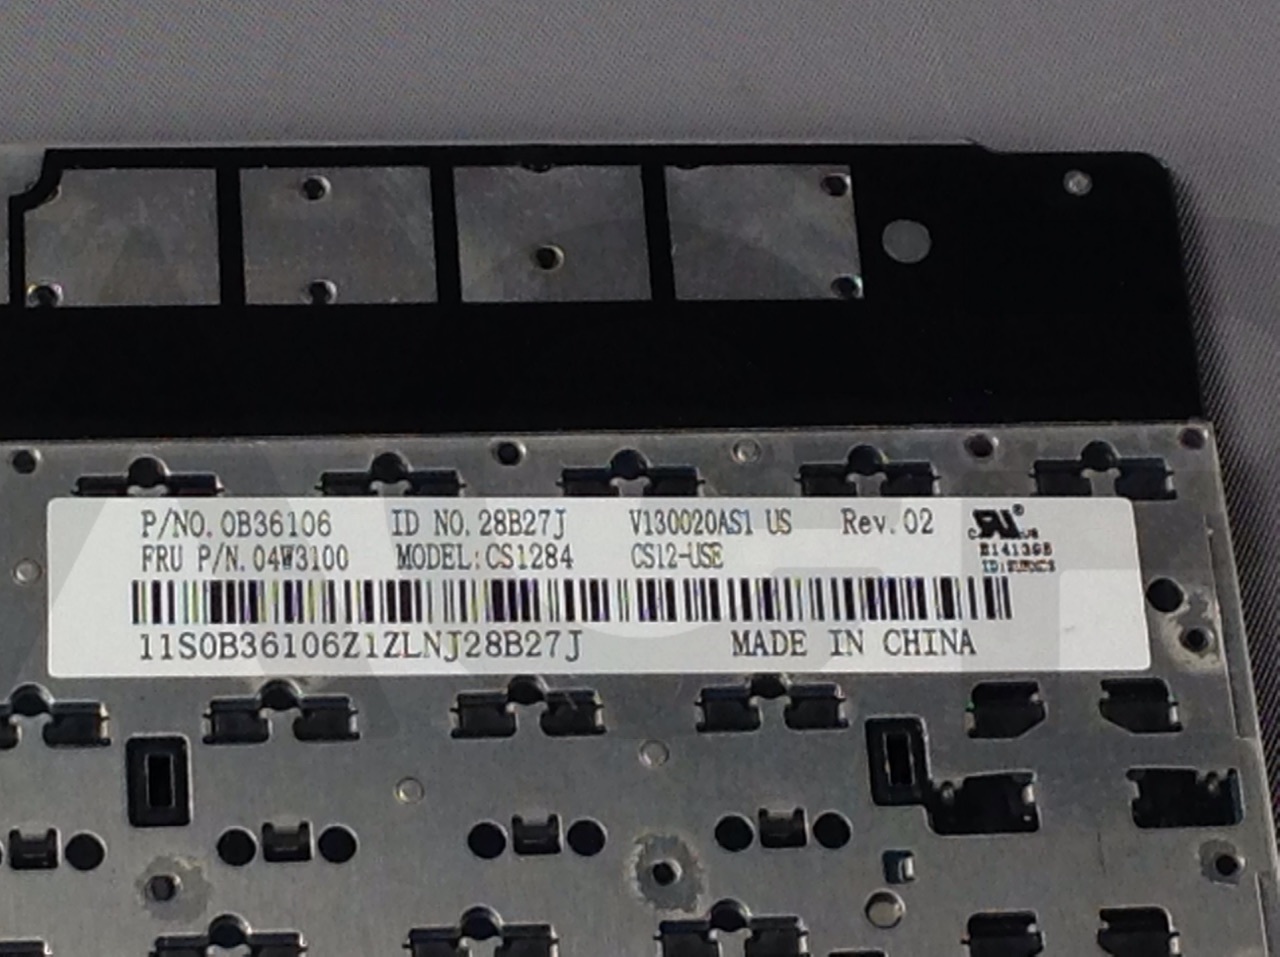 P/NO. 0B36106 ID NO. 28B27J V130020AS1 US Rev. 02
FRU P/N. 04W3100 MODEL:CS1284 CS12-USE
11S0B36106Z1ZLNJ28B27J MADE IN CHINA